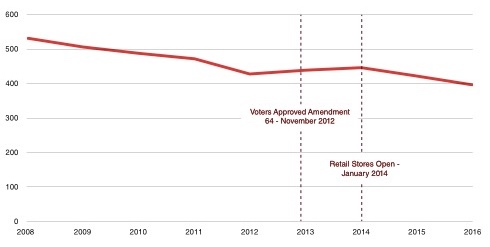 600
500
400
300
200
100
0
Voters Approved Amendment
64 - November 2012
Retail Stores Open -
January 2014
2008 2009 2010 2011 2012 2013 2014 2015 2016